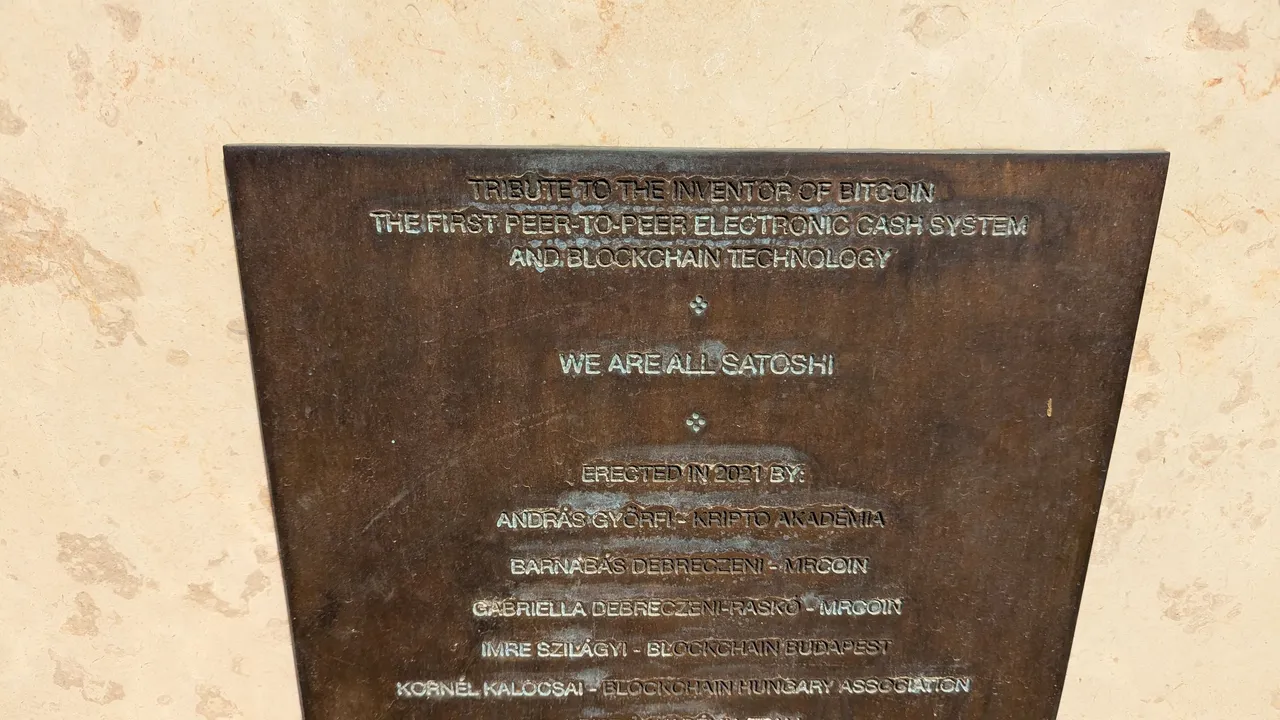 TRIBUTE TO THE INVENTOR OF BITCOIN
THE FIRST PEER-TO-PEER ELECTRONIC CASH SYSTEM
AND BLOCKCHAIN TECHNOLOGY
WE ARE ALL SATOSHI
ERECTED IN 2021 BY:
ANDRÁS GYŐRFI - KRIPTO AKADÉMIA
BARNABÁS DEBRECZENI - MRCOIN
GABRIELLA DEBRECZENI-RASKÓ - MRCOIN
IMRE SZILÁGYI - BLOCKCHAIN BUDAPEST
KORNÉL KALOCSAI - BLOCKCHAIN HUNGARY ASSOCIATION